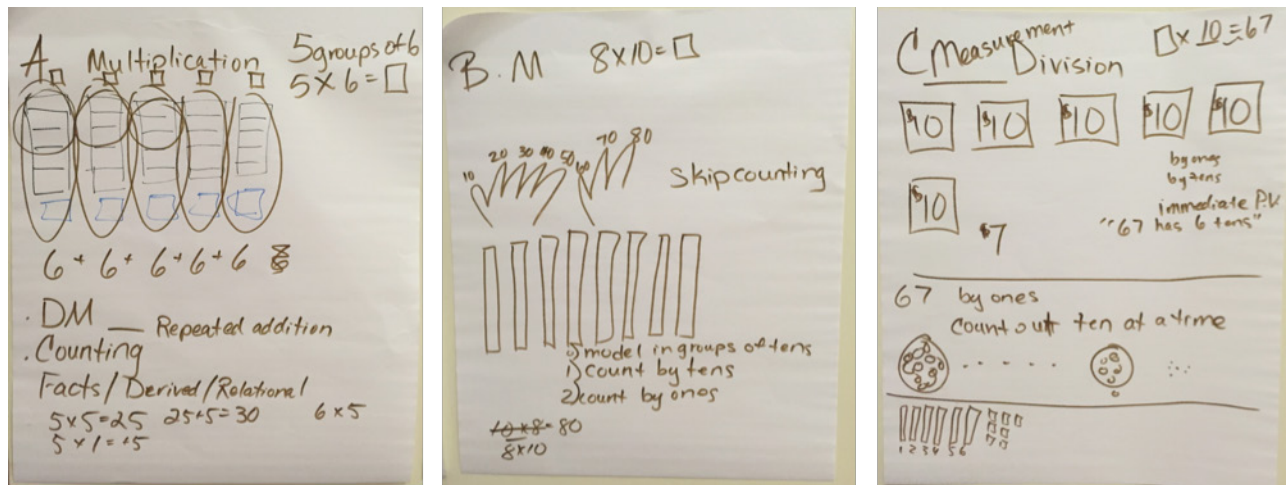 A Multiplication
5 groups of 6
5 × 6 = □
6 + 6 + 6 + 6 + 6
. DM — Repeated addition
. Counting
Facts/Derived/Relational
5×5=25 25+5=30 6 x 5
5 × 1 = +5
B. M 8 x 10 = □
10 20 30 40 50 60 70 80
Skip counting
model in groups of tens
1) count by tens
2) count by ones
10 × 8 = 80
8×10
C Measurement Division
□ x 10 = 67
$10 $10 $10 $10 $10
by ones
by tens
immediate P.V.
$10 $7 "67 has 6 tens"
67 by ones
Count out ten at a time
1 2 3 4 5 6